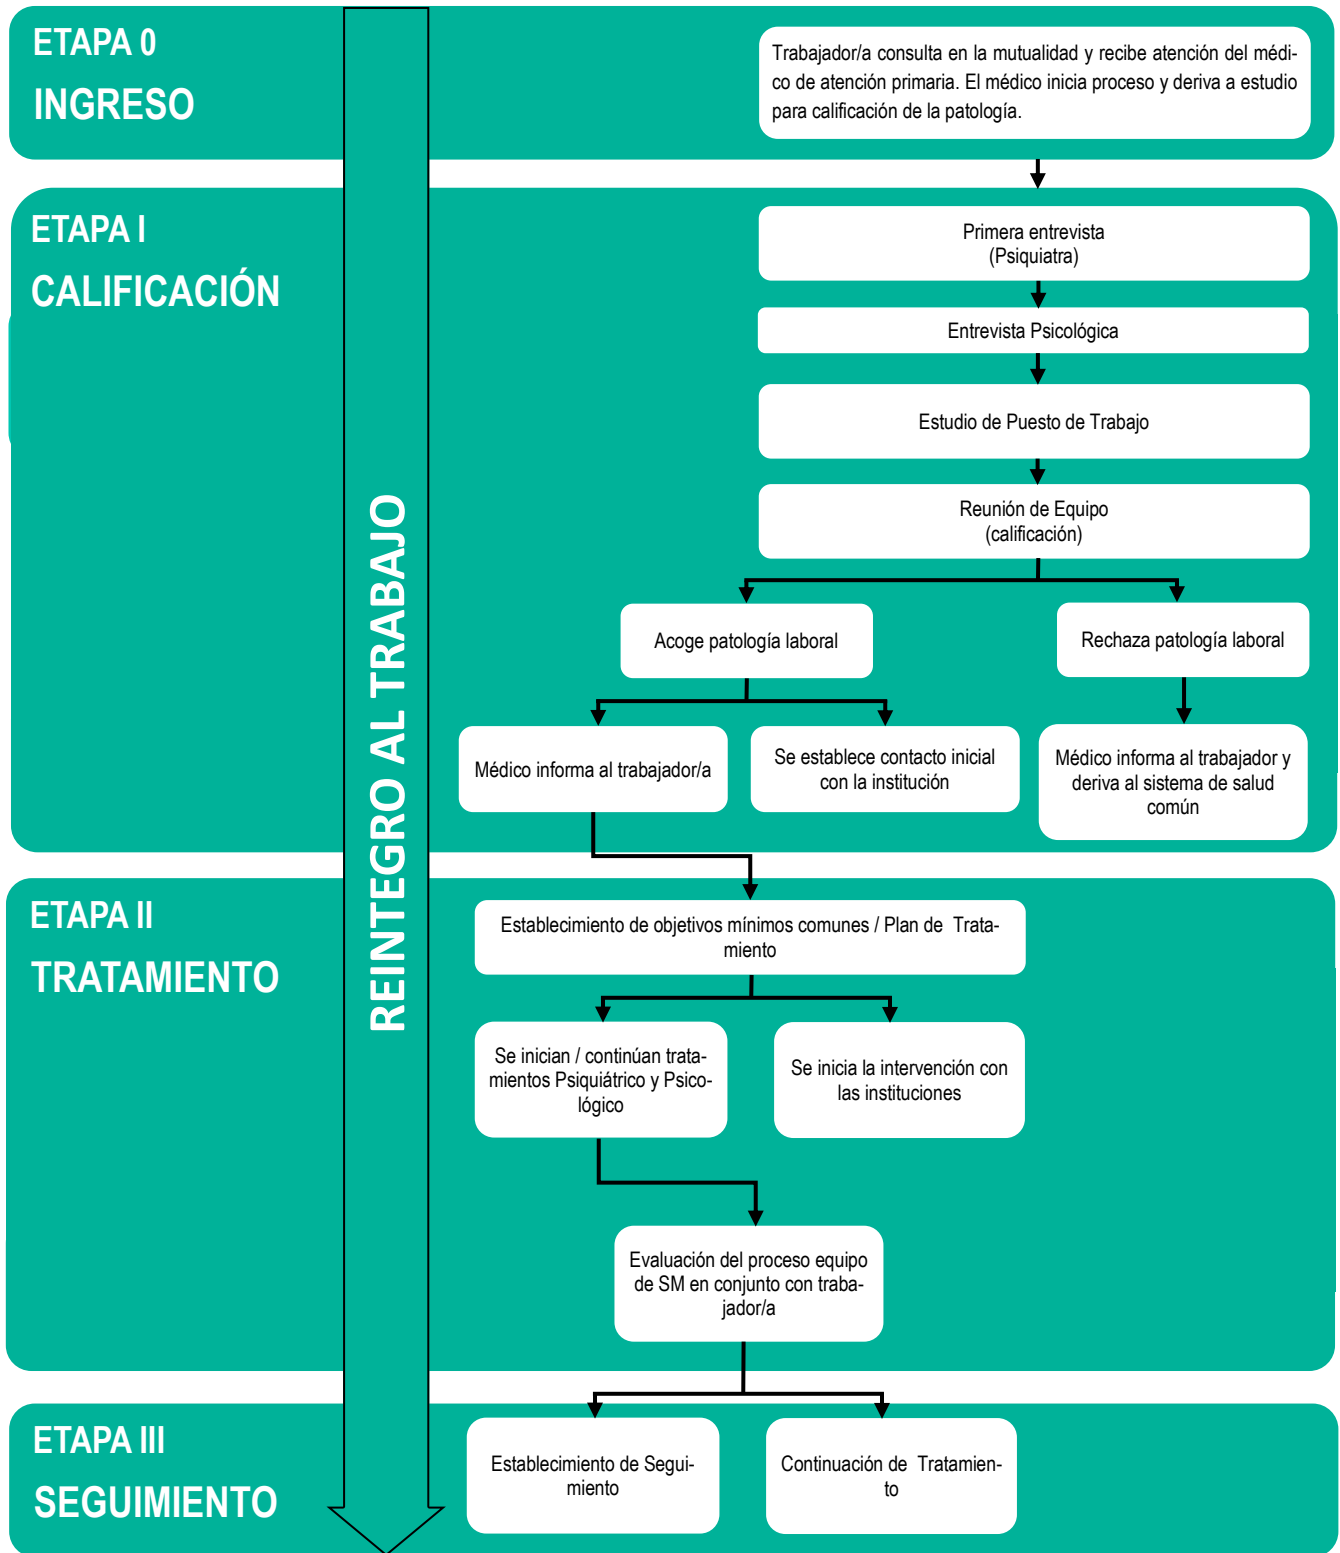 ETAPA 0
INGRESO
Trabajador/a consulta en la mutualidad y recibe atención del médi-
co de atención primaria. El médico inicia proceso y deriva a estudio
para calificación de la patología.
ETAPA I
CALIFICACIÓN
Primera entrevista
(Psiquiatra)
Entrevista Psicológica
Estudio de Puesto de Trabajo
Reunión de Equipo
(calificación)
Acoge patología laboral
Rechaza patología laboral
Médico informa al trabajador/a
Se establece contacto inicial
con la institución
Médico informa al trabajador y
deriva al sistema de salud
común
REINTEGRO AL TRABAJO
ETAPA II
TRATAMIENTO
Establecimiento de objetivos mínimos comunes / Plan de Trata-
miento
Se inician / continúan trata-
mientos Psiquiátrico y Psico-
lógico
Se inicia la intervención con
las instituciones
Evaluación del proceso equipo
de SM en conjunto con traba-
jador/a
ETAPA III
SEGUIMIENTO
Establecimiento de Segui-
miento
Continuación de Tratamien-
to